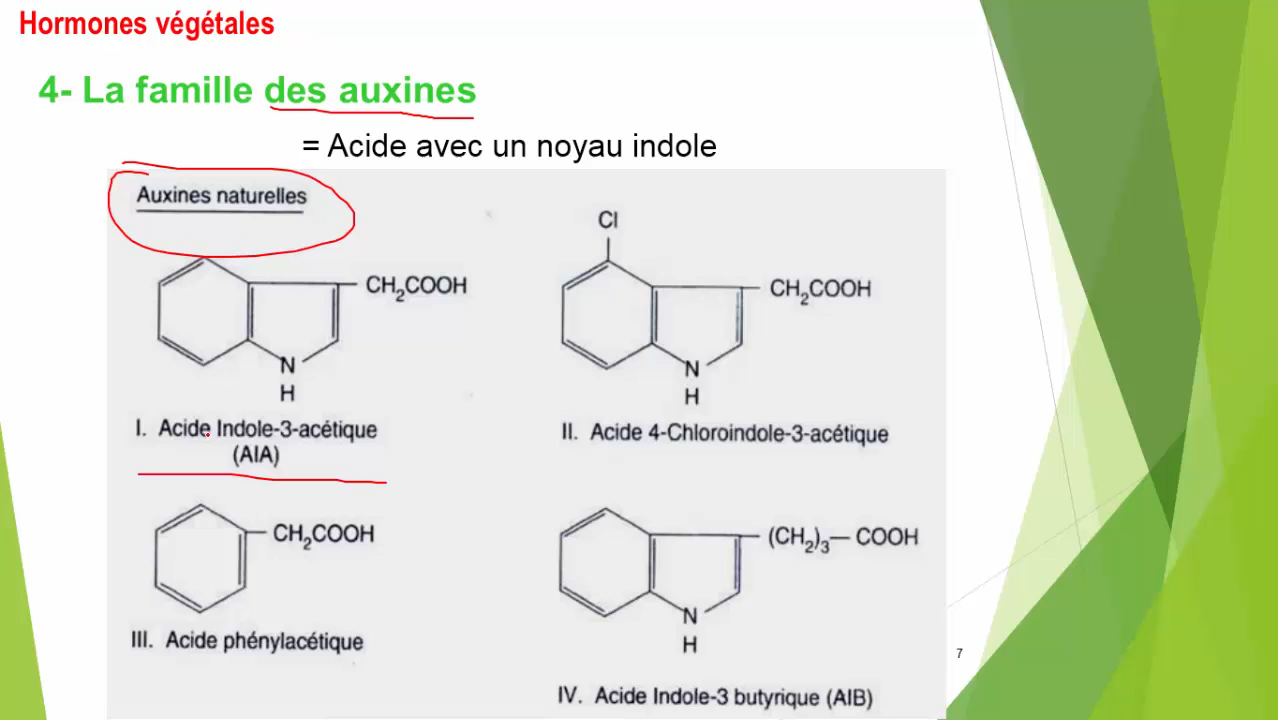 Hormones végétales
4- La famille des auxines
= Acide avec un noyau indole
Auxines naturelles
CH2COOH
N
H
I. Acide Indole-3-acétique
(AIA)
Cl
CH2COOH
N
H
II. Acide 4-Chloroindole-3-acétique
CH2COOH
III. Acide phénylacétique
(CH2)3— COOH
N
H
IV. Acide Indole-3 butyrique (AIB)
7